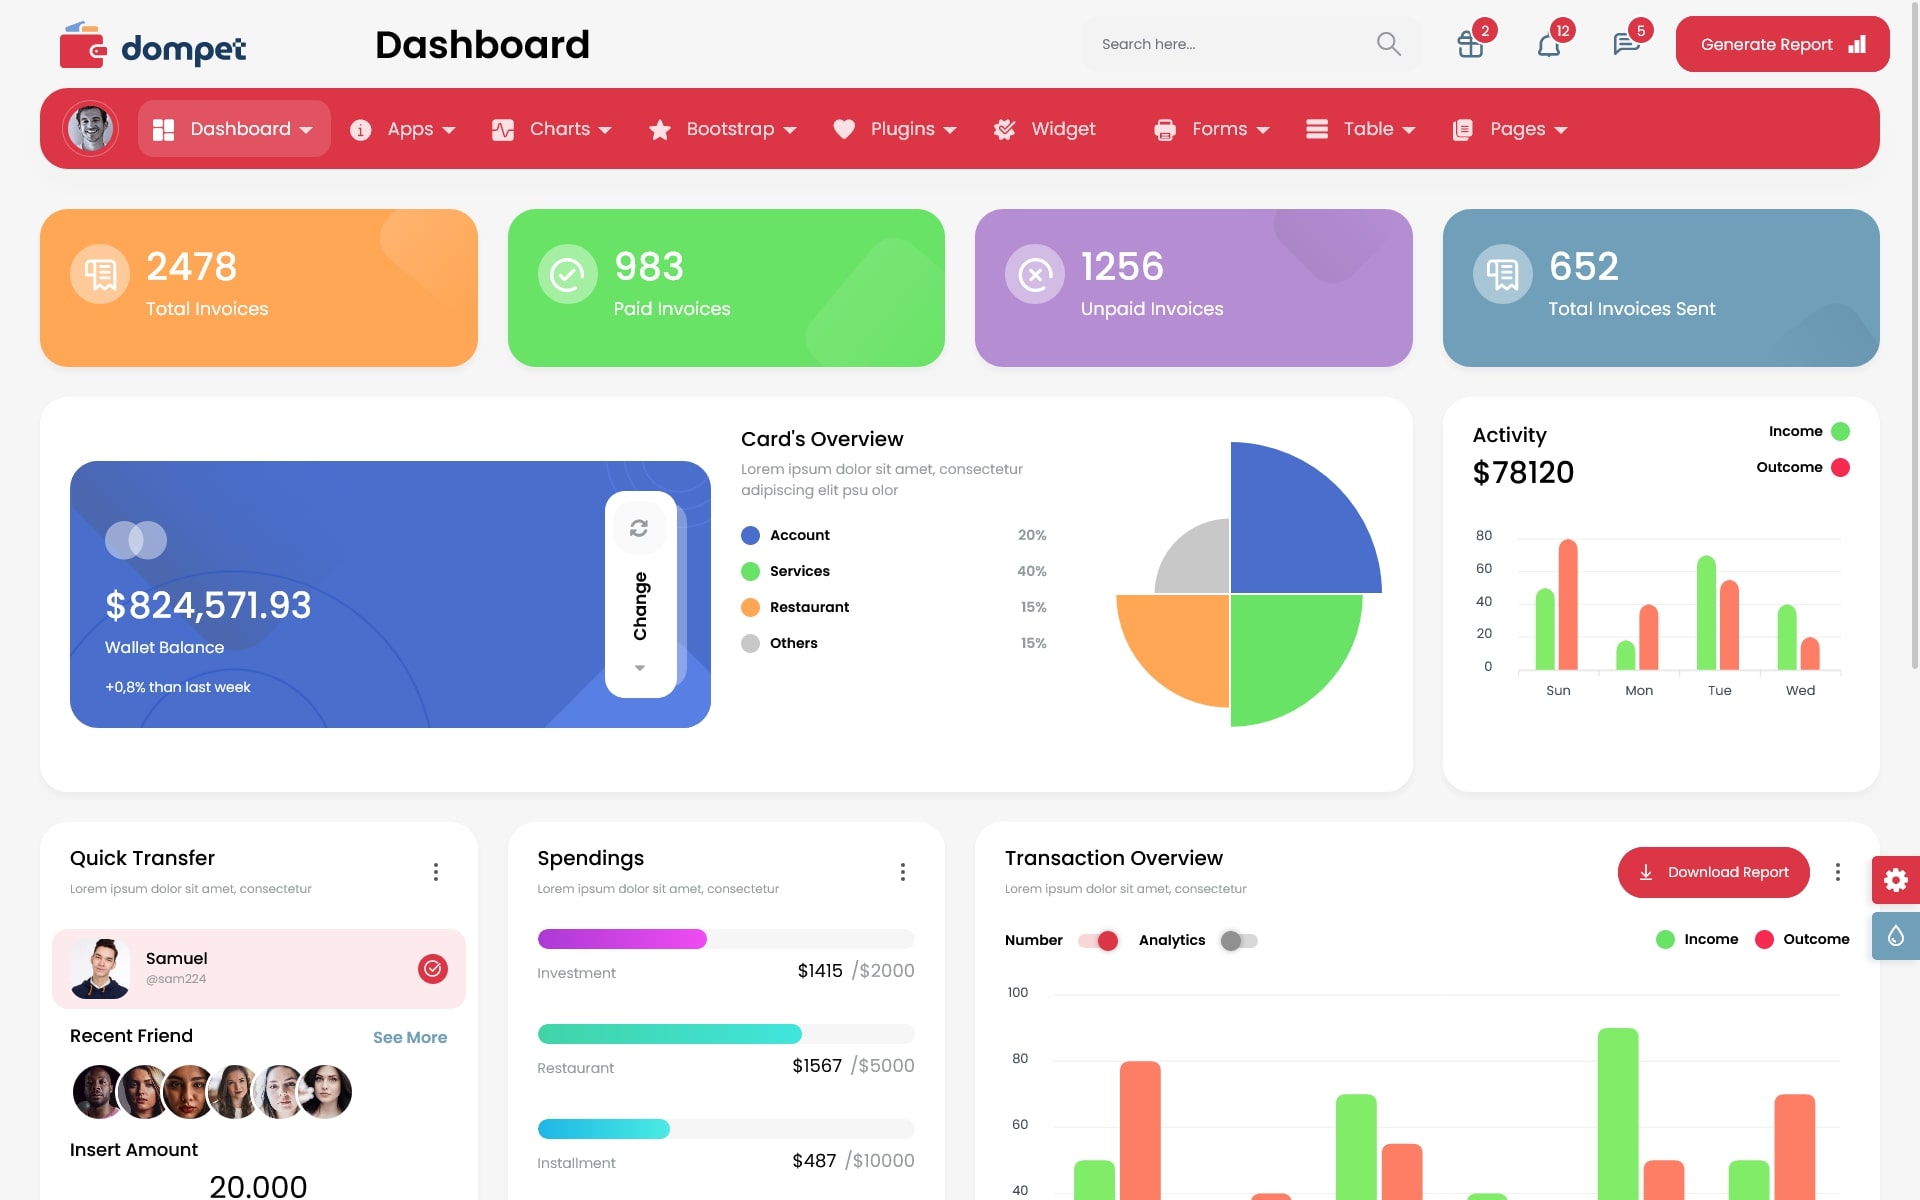 dompet
Dashboard
Search here...
2
12
5
Generate Report
Dashboard
Apps
Charts
Bootstrap
Plugins
Widget
Forms
Table
Pages
2478
Total Invoices
983
Paid Invoices
1256
Unpaid Invoices
652
Total Invoices Sent
$824,571.93
Wallet Balance
+0,8% than last week
Change
Card's Overview
Lorem ipsum dolor sit amet, consectetur
adipiscing elit psu olor
Account 20%
Services 40%
Restaurant 15%
Others 15%
Activity
$78120
Income
Outcome
80
60
40
20
0
Sun Mon Tue Wed
Quick Transfer
Lorem ipsum dolor sit amet, consectetur
Samuel
@sam224
Recent Friend
See More
Insert Amount
20.000
Spendings
Lorem ipsum dolor sit amet, consectetur
Investment $1415 /$2000
Restaurant $1567 /$5000
Installment $487 /$10000
Transaction Overview
Lorem ipsum dolor sit amet, consectetur
Download Report
Number
Analytics
Income
Outcome
100
80
60
40